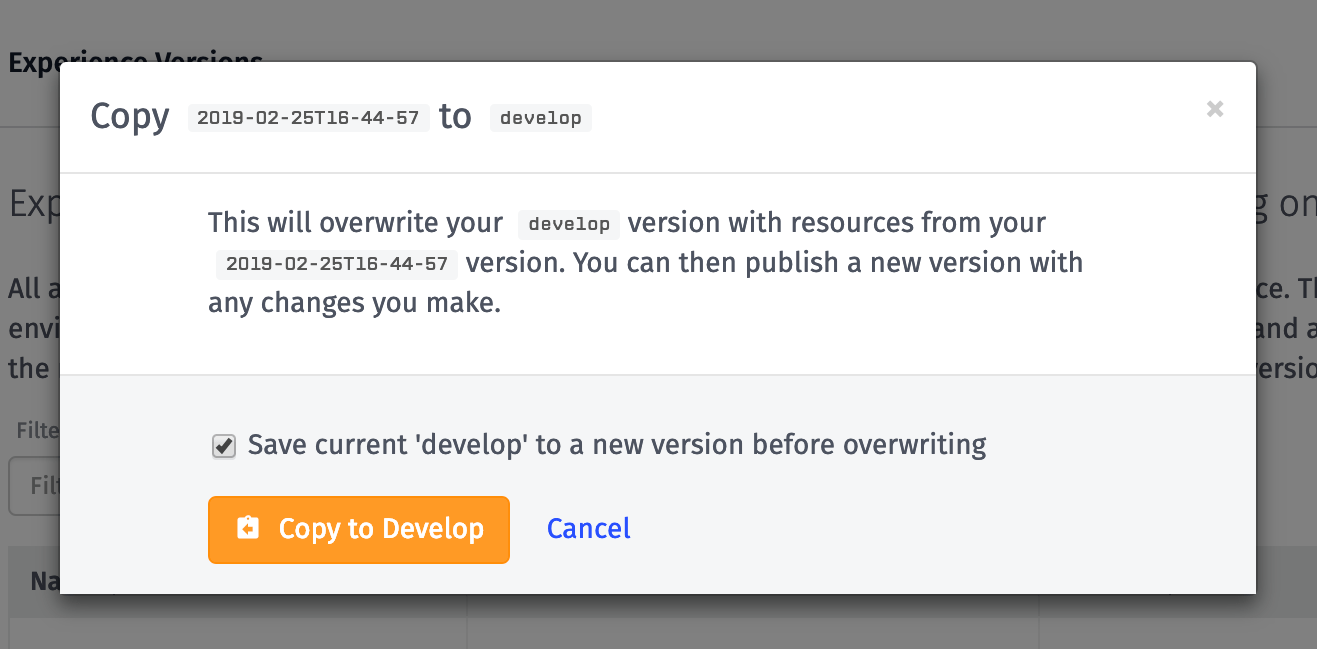 Experience Versions
Copy 2019-02-25T16-44-57 to develop
×
This will overwrite your develop version with resources from your
2019-02-25T16-44-57 version. You can then publish a new version with
any changes you make.
All
the
Save current 'develop' to a new version before overwriting
Copy to Develop
Cancel